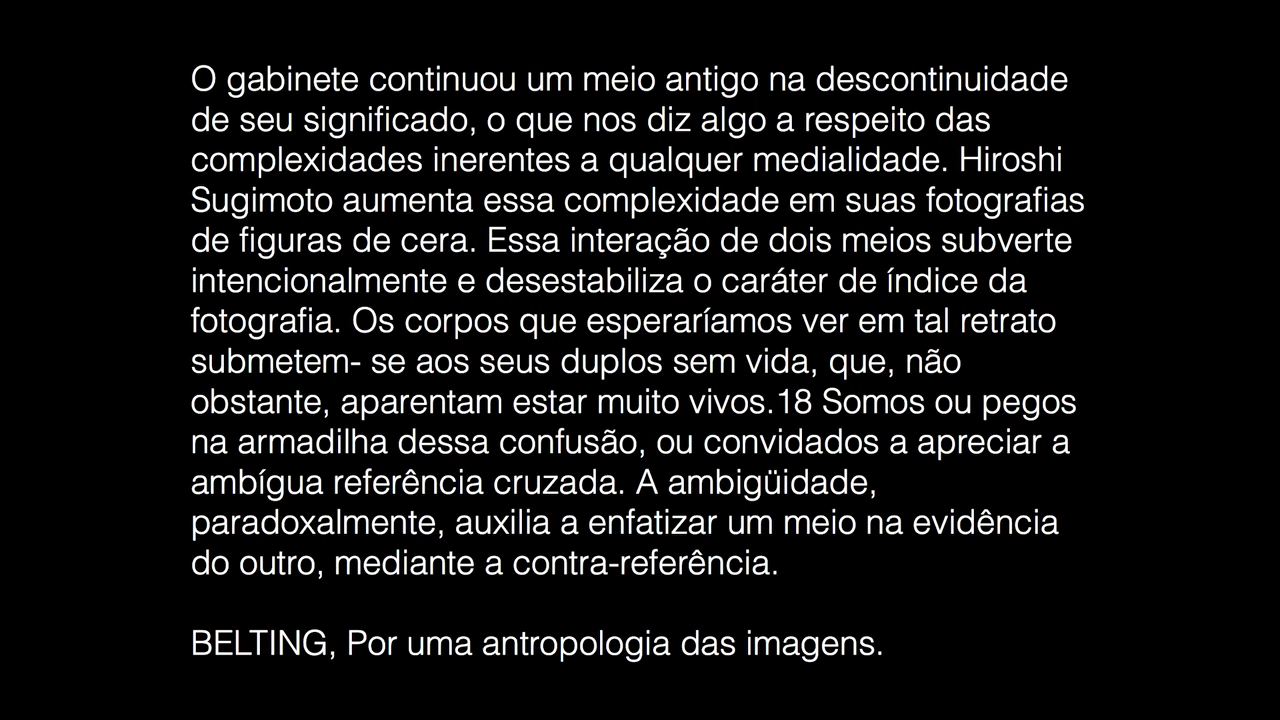 O gabinete continuou um meio antigo na descontinuidade
de seu significado, o que nos diz algo a respeito das
complexidades inerentes a qualquer medialidade. Hiroshi
Sugimoto aumenta essa complexidade em suas fotografias
de figuras de cera. Essa interação de dois meios subverte
intencionalmente e desestabiliza o caráter de índice da
fotografia. Os corpos que esperaríamos ver em tal retrato
submetem- se aos seus duplos sem vida, que, não
obstante, aparentam estar muito vivos.18 Somos ou pegos
na armadilha dessa confusão, ou convidados a apreciar a
ambígua referência cruzada. A ambigüidade,
paradoxalmente, auxilia a enfatizar um meio na evidência
do outro, mediante a contra-referência.
BELTING, Por uma antropologia das imagens.